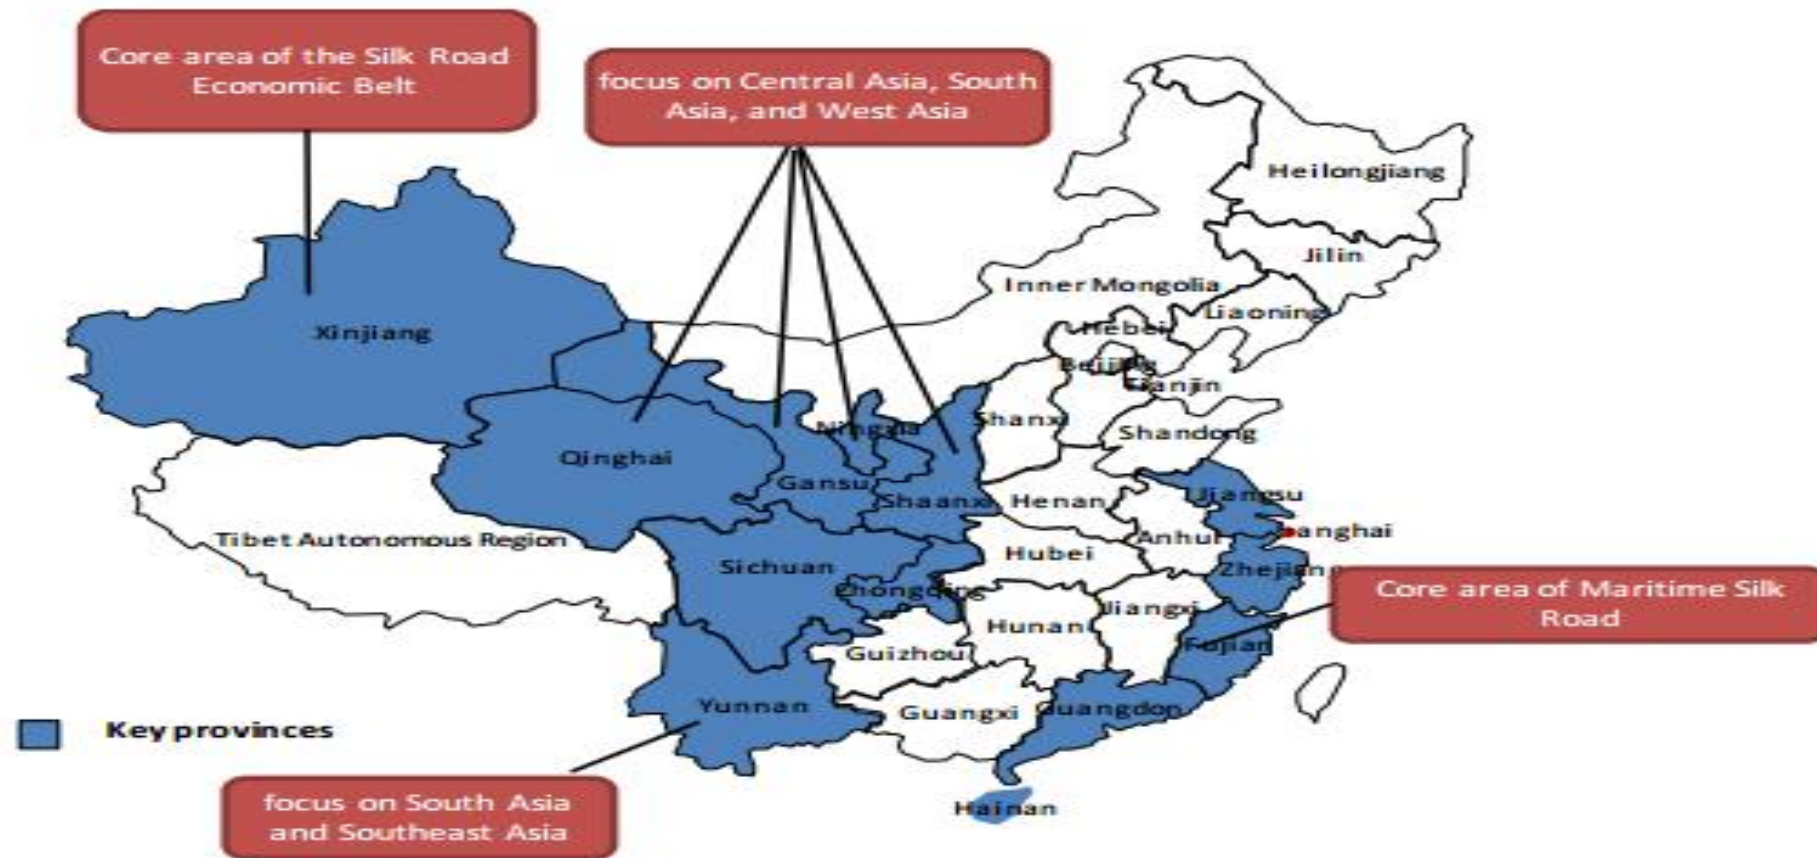 Core area of the Silk Road
Economic Belt
focus on Central Asia, South
Asia, and West Asia
Heilongjiang
Jilin
Inner Mongolia
Liaoning
Hebei
Xinjiang
Beijing
Tianjin
Shanxi
Ningxia
Shandong
Qinghai
Gansu
Shaanxi
Henan
Jiangsu
Tibet Autonomous Region
Anhui
anghai
Hubei
Sichuan
Zhejiang
Chongqing
Core area of Maritime Silk
Road
Jiangxi
Hunan
Fujian
Guizhou
Yunnan
Guangxi
Guangdon
Key provinces
focus on South Asia
and Southeast Asia
Hainan